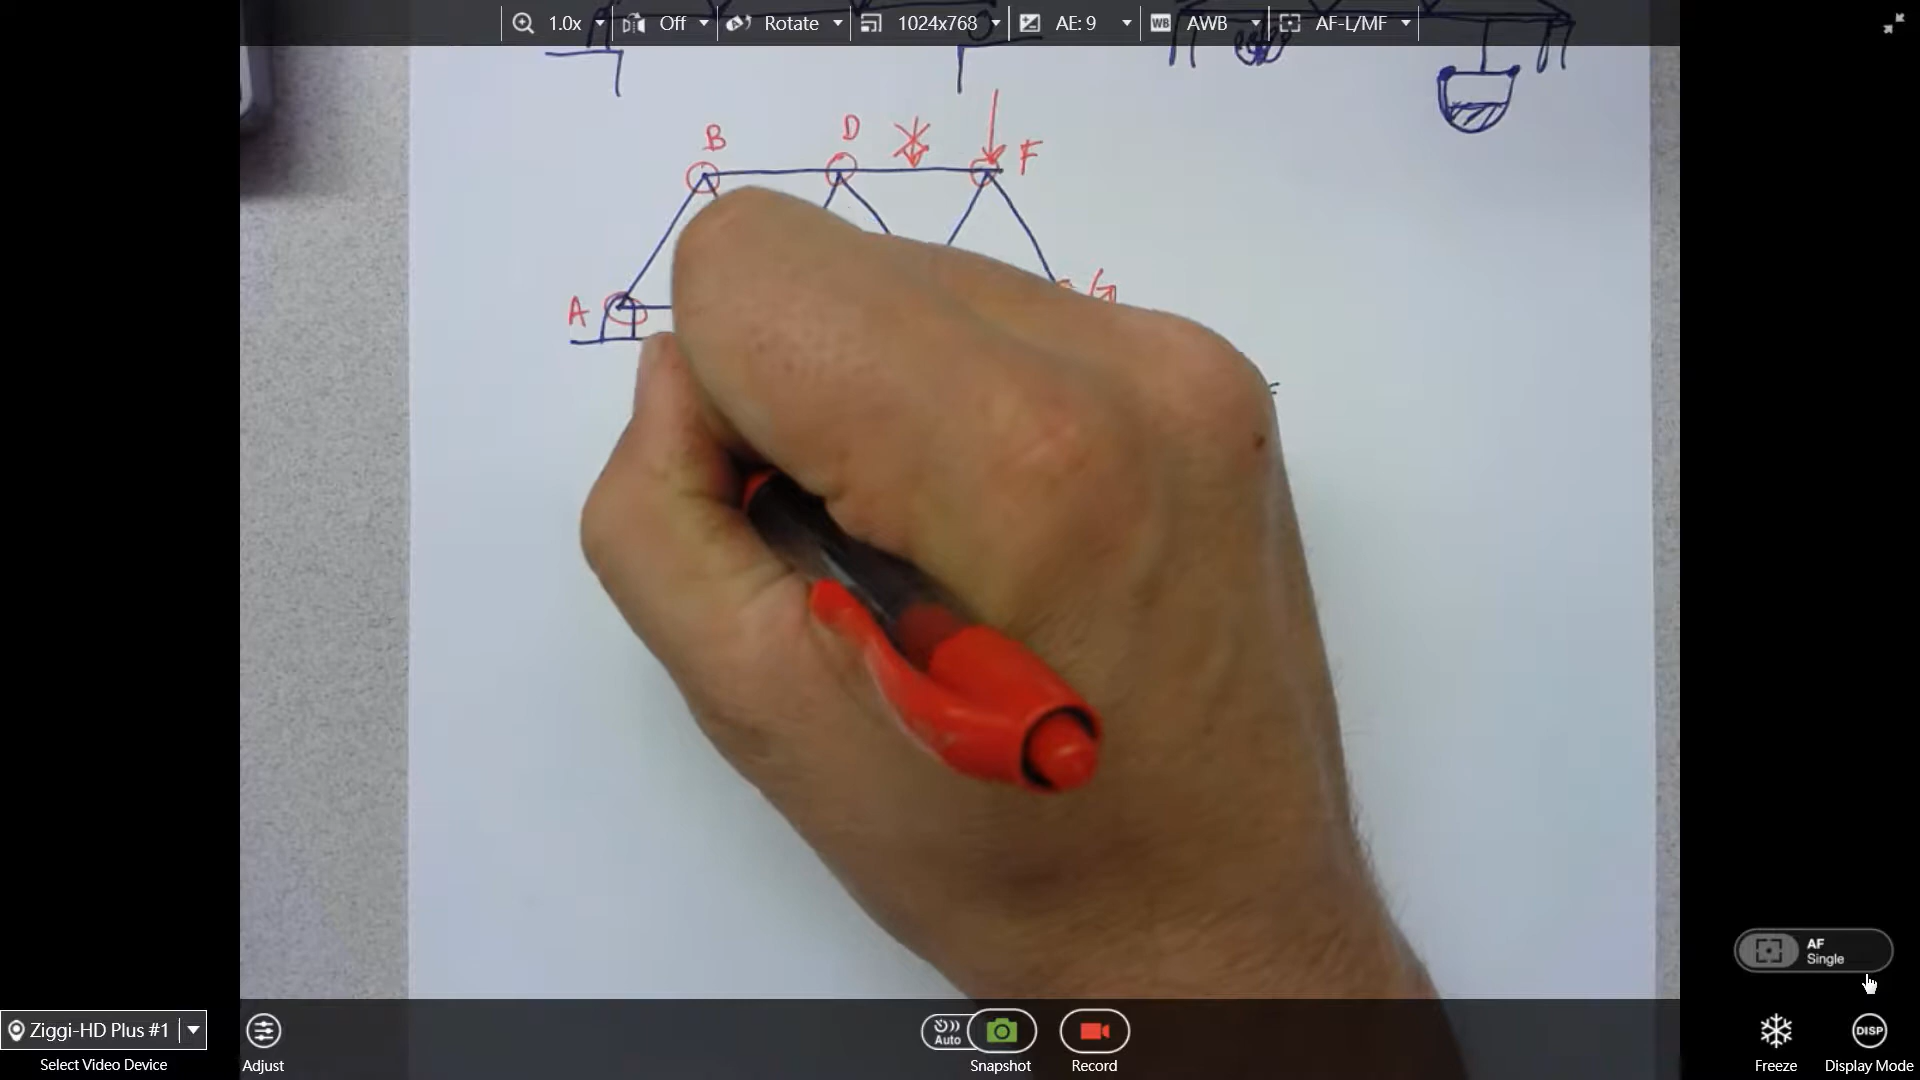 1.0x Off Rotate 1024x768 AE: 9 WB AWB AF-L/MF
B D F
A G
AF
Single
Ziggi-HD Plus #1
Select Video Device
Adjust
Auto
Snapshot
Record
Freeze
DISP
Display Mode